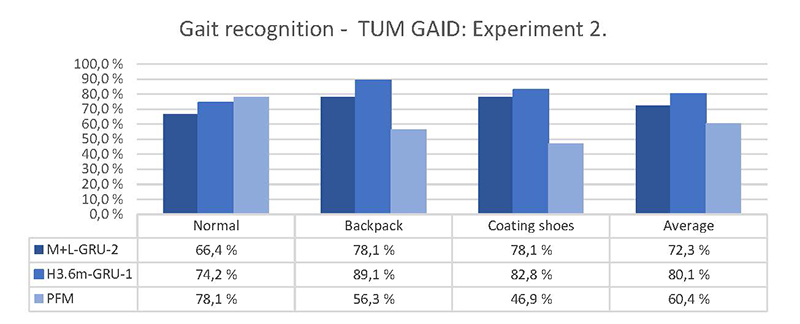 Gait recognition -  TUM GAID: Experiment 2.
100,0 %
90,0 %
80,0 %
70,0 %
60,0 %
50,0 %
40,0 %
30,0 %
20,0 %
10,0 %
0,0 %
Normal Backpack Coating shoes Average
M+L-GRU-2 66,4 % 78,1 % 78,1 % 72,3 %
H3.6m-GRU-1 74,2 % 89,1 % 82,8 % 80,1 %
PFM 78,1 % 56,3 % 46,9 % 60,4 %